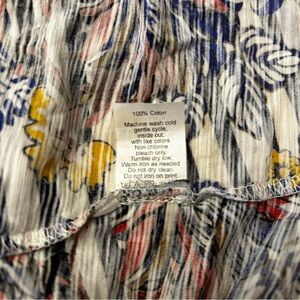 100% Coton
Machine wash cold
gentle cycle,
inside out,
with like colors
Non chlorine
bleach only
Tumble dry low
Warm iron as needed
Do not dry clean
Do not iron on print